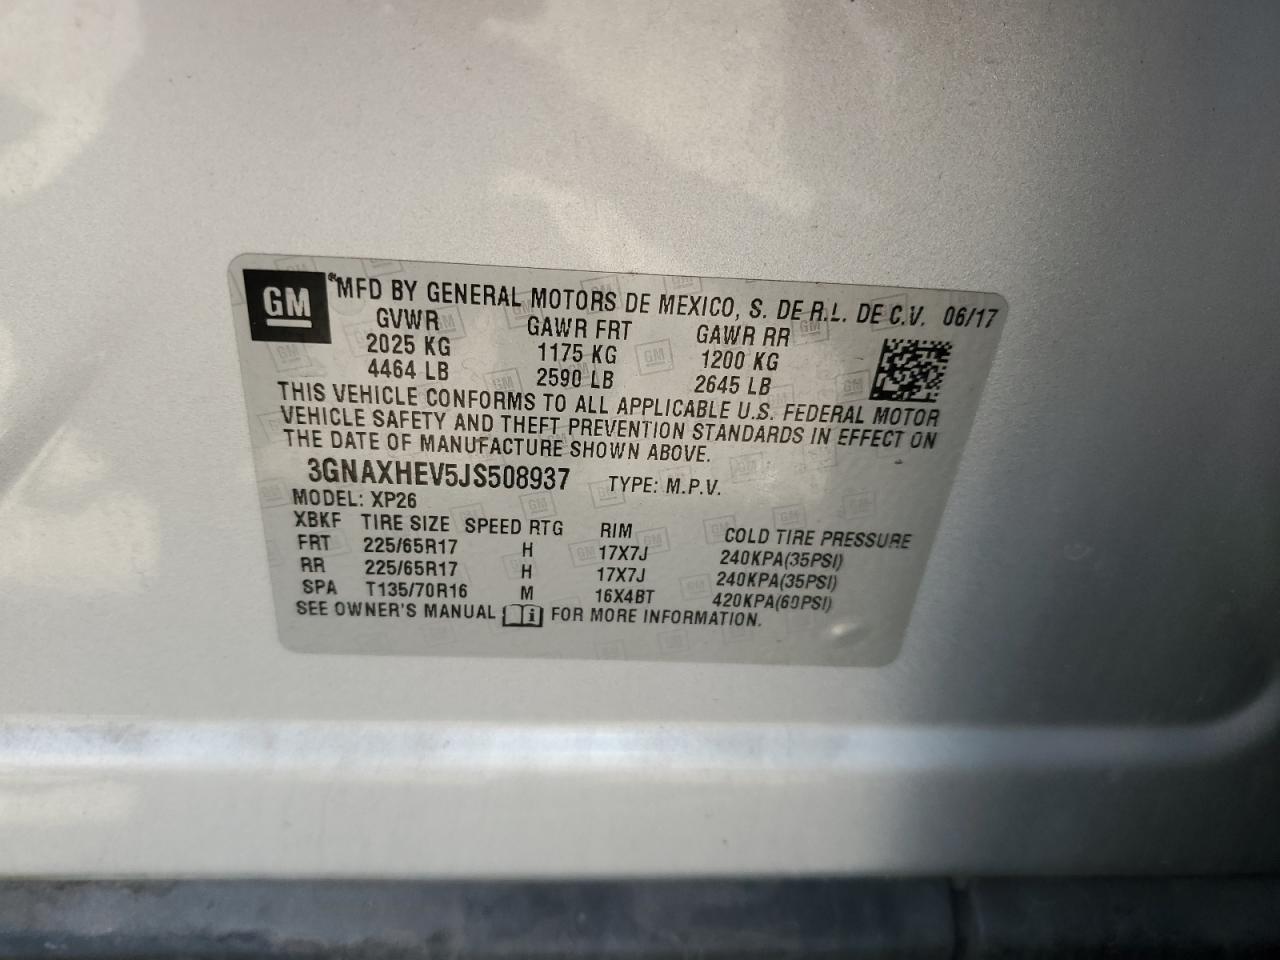 GM
®MFD BY GENERAL MOTORS DE MEXICO, S. DE R.L. DE C.V. 06/17
GVWR GAWR FRT GAWR RR
2025 KG 1175 KG 1200 KG
4464 LB 2590 LB 2645 LB
THIS VEHICLE CONFORMS TO ALL APPLICABLE U.S. FEDERAL MOTOR
VEHICLE SAFETY AND THEFT PREVENTION STANDARDS IN EFFECT ON
THE DATE OF MANUFACTURE SHOWN ABOVE.
3GNAXHEV5JS508937 TYPE: M.P.V.
MODEL: XP26
XBKF TIRE SIZE SPEED RTG RIM COLD TIRE PRESSURE
FRT 225/65R17 H 17X7J 240KPA(35PSI)
RR 225/65R17 H 17X7J 240KPA(35PSI)
SPA T135/70R16 M 16X4BT 420KPA(60PSI)
SEE OWNER'S MANUAL i FOR MORE INFORMATION.